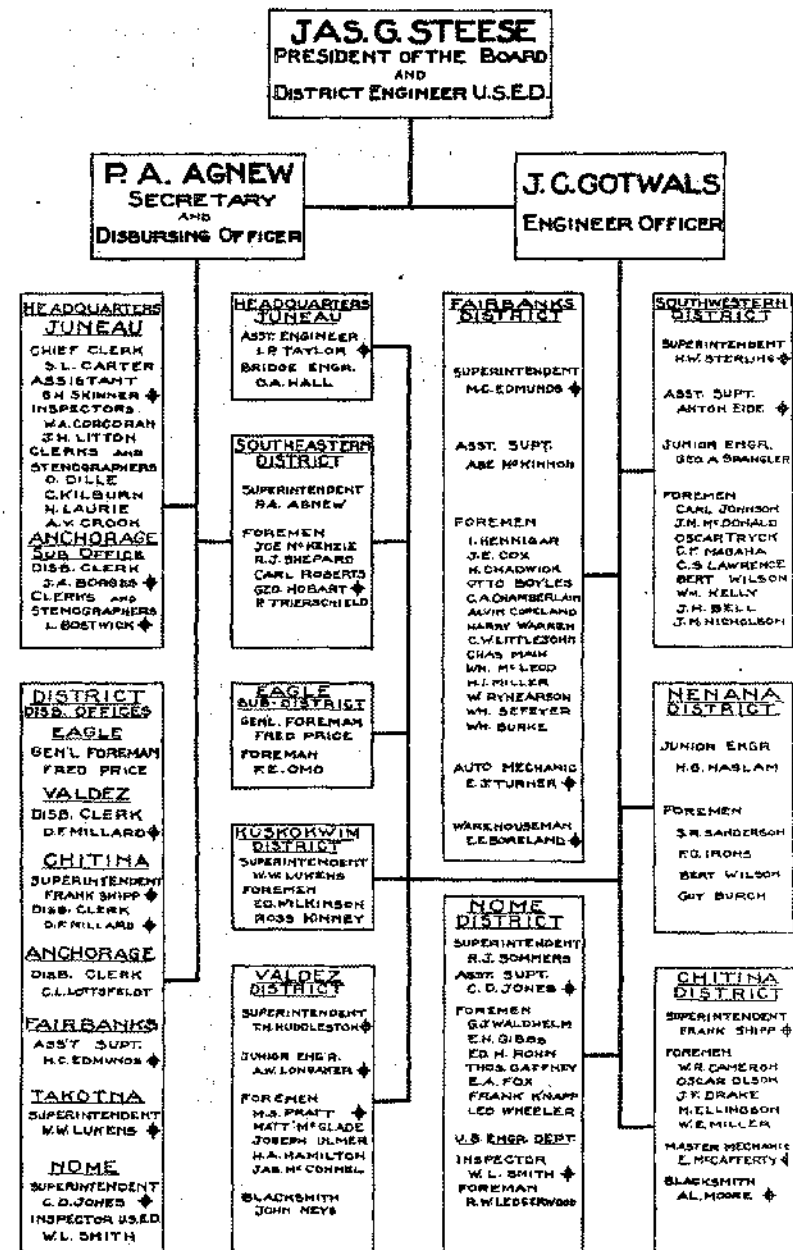 JAS. G. STEESE
PRESIDENT OF THE BOARD
AND
DISTRICT ENGINEER U.S.E.D.
P. A. AGNEW
SECRETARY
AND
DISBURSING OFFICER
J. C. GOTWALS
ENGINEER OFFICER
HEADQUARTERS
JUNEAU
CHIEF CLERK
S. L. CARTER
ASSISTANT
B. H. SKINNER
INSPECTORS
W. A. CORCORAN
J. H. LITTON
CLERKS AND
STENOGRAPHERS
O. DILLE
C. KILBURN
N. LAURIE
A. V. CROOK
ANCHORAGE
SUB OFFICE
DISB. CLERK
J. A. BORGES
CLERKS AND
STENOGRAPHERS
L. BOSTWICK
DISTRICT
DISB. OFFICES
EAGLE
GEN'L FOREMAN
FRED PRICE
VALDEZ
DISB. CLERK
D. F. MILLARD
CHITINA
SUPERINTENDENT
FRANK SHIPP
DISB. CLERK
D. F. MILLARD
ANCHORAGE
DISB. CLERK
C. L. LOTTSFELDT
FAIRBANKS
ASS'T SUPT.
H. C. EDMUNDS
TAKOTNA
SUPERINTENDENT
W. W. LUKENS
NOME
SUPERINTENDENT
C. D. JONES
INSPECTOR U.S.E.D.
W. L. SMITH
HEADQUARTERS
JUNEAU
ASST. ENGINEER
I. P. TAYLOR
BRIDGE ENGR.
O. A. HALL
SOUTHEASTERN
DISTRICT
SUPERINTENDENT
P. A. AGNEW
FOREMEN
JOE McKENZIE
R. J. SHEPARD
CARL ROBERTS
GEO. HOBART
P. TRIERSCHIELD
EAGLE
SUB-DISTRICT
GEN'L. FOREMAN
FRED PRICE
FOREMAN
F. E. OMO
KUSKOKWIM
DISTRICT
SUPERINTENDENT
W. W. LUKENS
FOREMEN
ED. WILKINSON
ROSS KINNEY
VALDEZ
DISTRICT
SUPERINTENDENT
T. H. HUDDLESTON
JUNIOR ENG'R.
A. W. LONGAKER
FOREMEN
M. S. PRATT
MATT McGLADE
JOSEPH ULMER
H. A. HAMILTON
JAS. McCONNEL
BLACKSMITH
JOHN NEYS
FAIRBANKS
DISTRICT
SUPERINTENDENT
M. C. EDMUNDS
ASST. SUPT.
ABE McKINNON
FOREMEN
I. HENNIGAR
J. E. COX
H. CHADWICK
OTTO BOYLES
C. A. CHAMBERLAIN
ALVIN COPELAND
HARRY WARREN
C. W. LITTLEJOHN
CHAS MAIN
WM. McLEOD
H. I. MILLER
W. RYNEARSON
WM. SEFEYER
WM. BURKE
AUTO MECHANIC
E. J. TURNER
WAREHOUSEMAN
E. E. BORELAND
NOME
DISTRICT
SUPERINTENDENT
R. J. SOMMERS
ASST. SUPT.
C. D. JONES
FOREMEN
G. J. WALDHELM
E. H. GIBBS
ED. H. ROHN
THOS. GAFFNEY
E. A. FOX
FRANK KNAPP
LEO WHEELER
U.S. ENGR. DEPT.
INSPECTOR
W. L. SMITH
FOREMAN
R. W. LEDGERWOOD
SOUTHWESTERN
DISTRICT
SUPERINTENDENT
H. W. STERLING
ASST. SUPT.
ANTON EIDE
JUNIOR ENGR.
GEO. A. SPANGLER
FOREMEN
CARL JOHNSON
J. M. McDONALD
OSCAR TRYCK
C. F. MAGAHA
C. S. LAWRENCE
BERT WILSON
WM. KELLY
J. H. BELL
J. M. NICHOLSON
NENANA
DISTRICT
JUNIOR ENGR
H. G. HASLAM
FOREMEN
S. R. SANDERSON
F. G. IRONS
BERT WILSON
GUY BURCH
CHITINA
DISTRICT
SUPERINTENDENT
FRANK SHIPP
FOREMEN
W. R. CAMERON
OSCAR OLSON
J. F. DRAKE
M. ELLINGSON
W. E. MILLER
MASTER MECHANIC
E. McCAFFERTY
BLACKSMITH
AL. MOORE